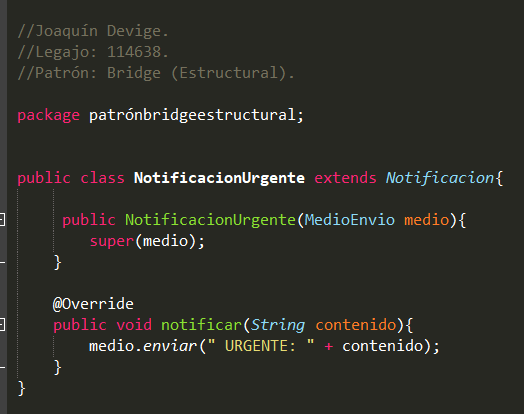 //Joaquín Devige.
//Legajo: 114638.
//Patrón: Bridge (Estructural).
package patrónbridgeestructural;
public class NotificacionUrgente extends Notificacion{
public NotificacionUrgente(MedioEnvio medio){
super(medio);
}
@Override
public void notificar(String contenido){
medio.enviar(" URGENTE: " + contenido);
}
}